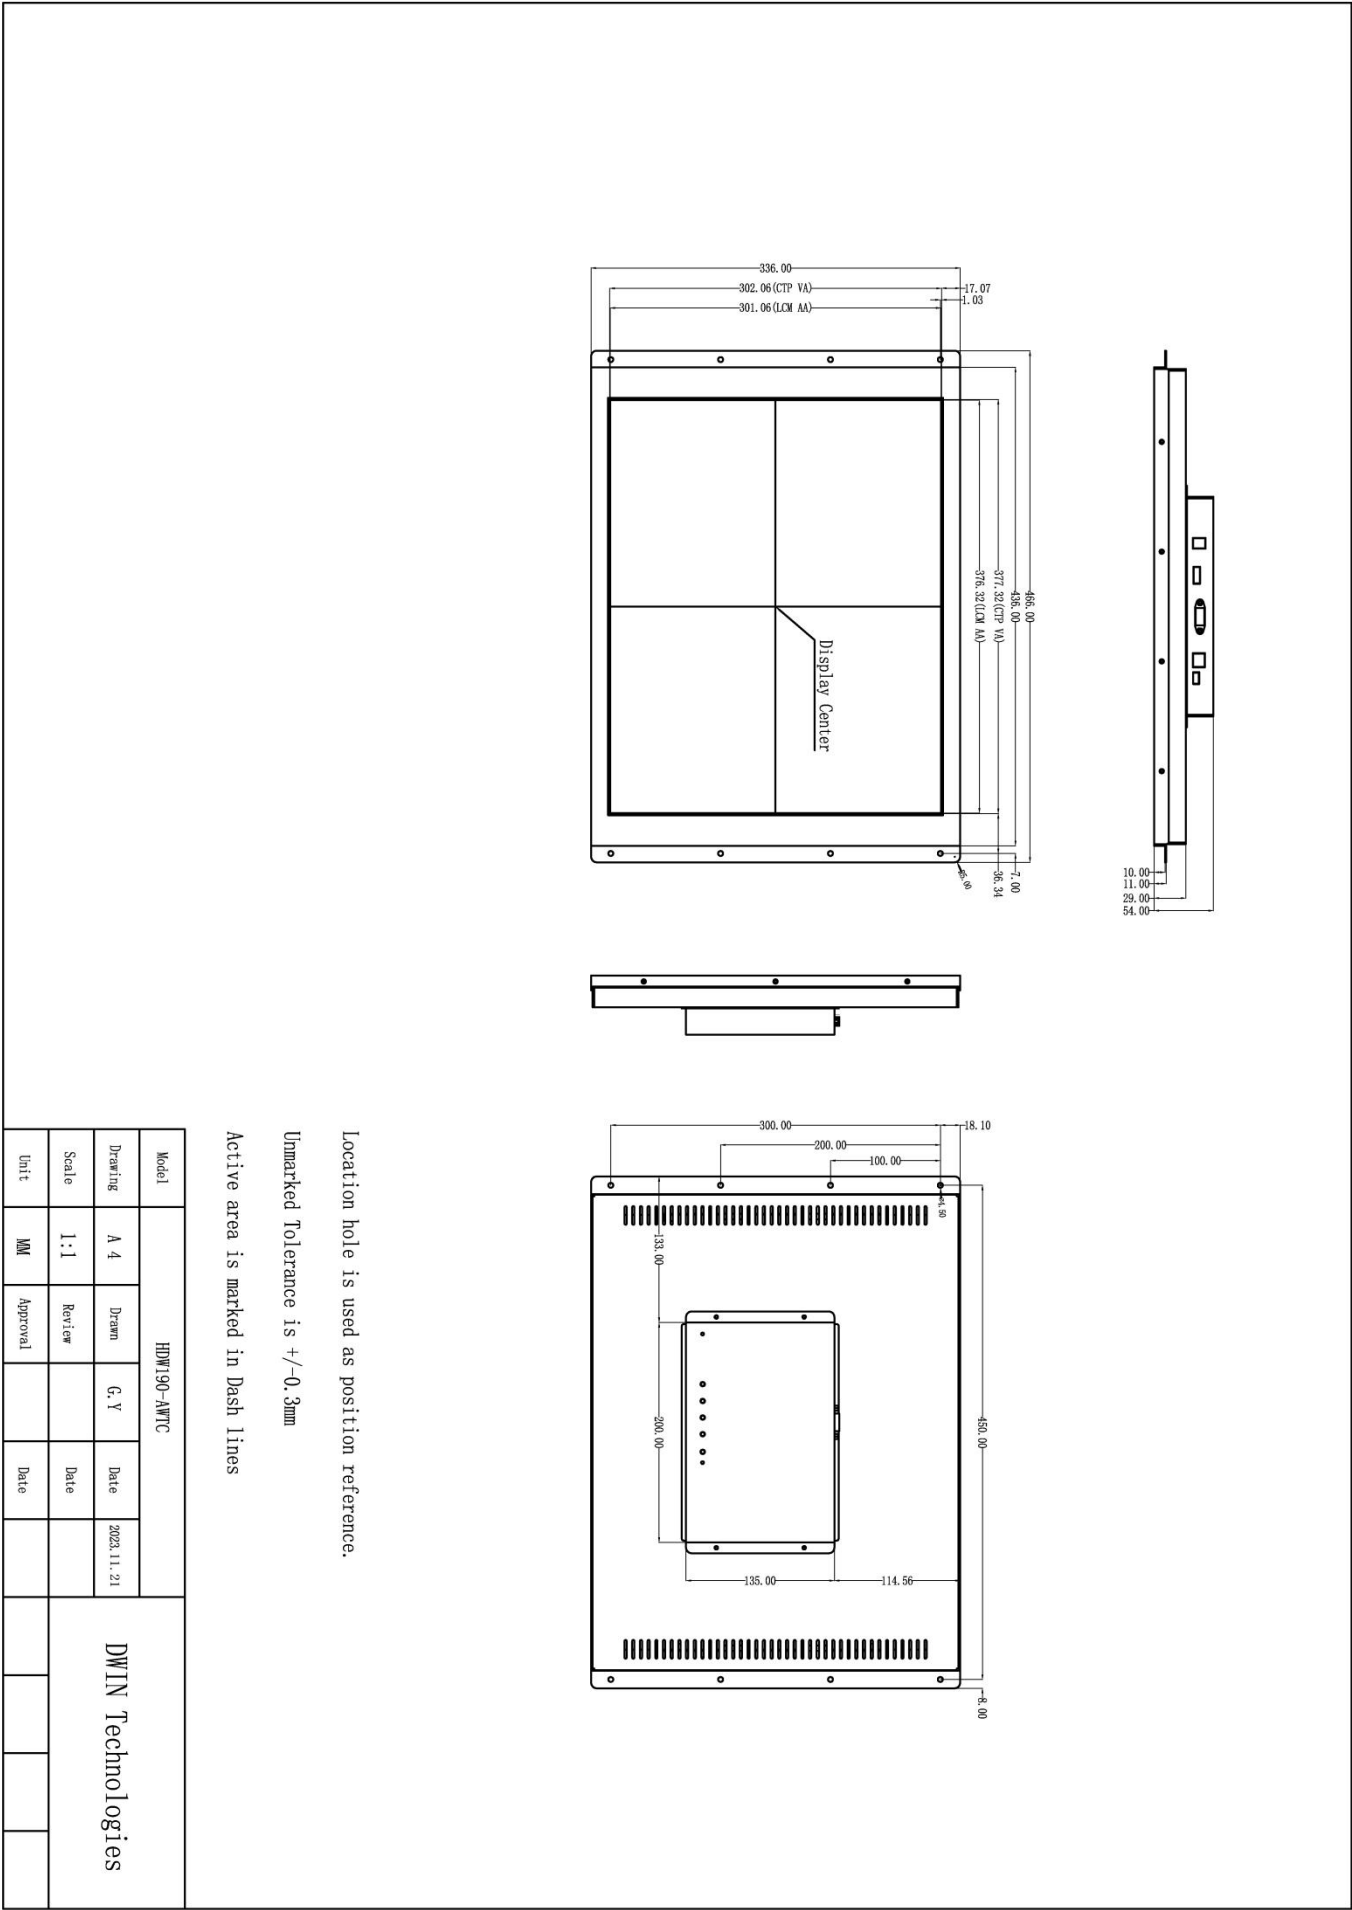 336.00
302.06(CTP VA)
17.07
1.03
301.06(LCM AA)
466.00
436.00
377.32(CTP VA)
376.32(LCM AA)
Display Center
7.00
36.34
R5.00
10.00
11.00
29.00
54.00
300.00
18.10
200.00
100.00
ø4.50
133.00
450.00
200.00
135.00
114.56
8.00
Location hole is used as position reference.
Unmarked Tolerance is +/-0.3mm
Active area is marked in Dash lines
Model HDW190-AWTC
Drawing A 4 Drawn G.Y Date 2023.11.21
Scale 1:1 Review Date
Unit MM Approval Date
DWIN Technologies